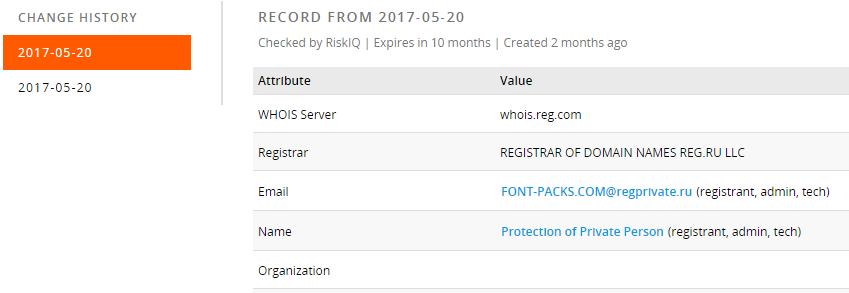 CHANGE HISTORY
2017-05-20
2017-05-20
RECORD FROM 2017-05-20
Checked by RiskIQ | Expires in 10 months | Created 2 months ago
Attribute Value
WHOIS Server whois.reg.com
Registrar REGISTRAR OF DOMAIN NAMES REG.RU LLC
Email FONT-PACKS.COM@regprivate.ru (registrant, admin, tech)
Name Protection of Private Person (registrant, admin, tech)
Organization